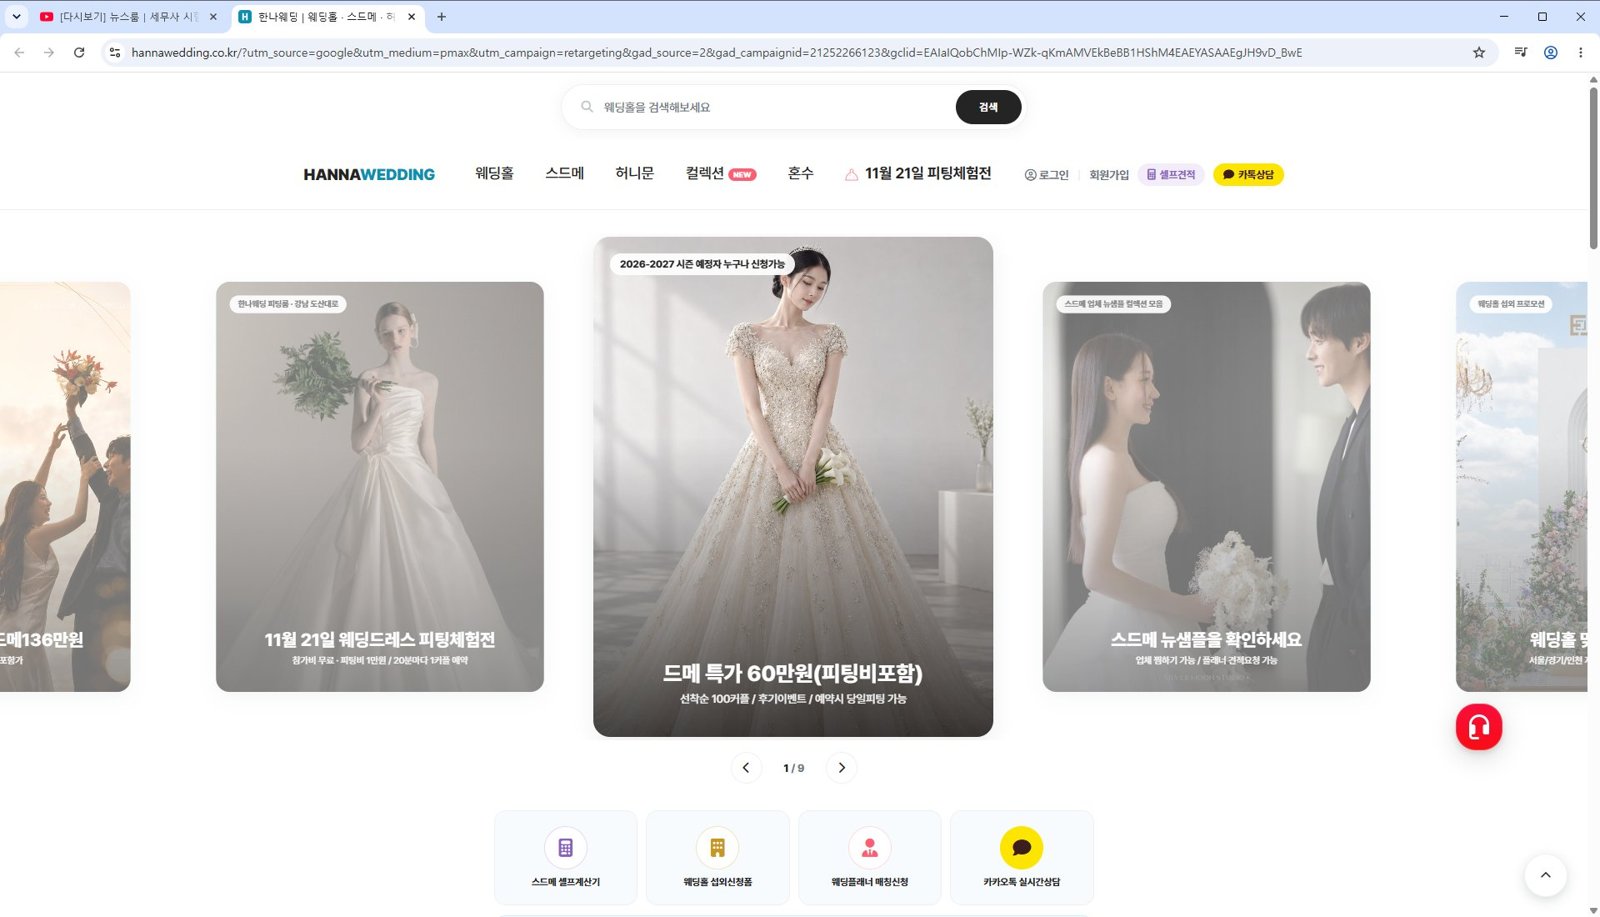 [다시보기] 뉴스룸 | 세무사 시험
한나웨딩 | 웨딩홀 · 스드메 · 허
hannawedding.co.kr/?utm_source=google&utm_medium=pmax&utm_campaign=retargeting&gad_source=2&gad_campaignid=21252266123&gclid=EAIaIQobChMIp-WZk-qKmAMVEkBeBB1HShM4EAEYASAAEgJH9vD_BwE
웨딩홀을 검색해보세요
검색
HANNAWEDDING
웨딩홀
스드메
허니문
컬렉션 NEW
혼수
11월 21일 피팅체험전
로그인
회원가입
셀프견적
카톡상담
드메136만원
포함가
한나웨딩 피팅룸 · 강남 도산대로
11월 21일 웨딩드레스 피팅체험전
참가비 무료 · 피팅비 1만원 / 20분마다 1커플 예약
2026-2027 시즌 예정자 누구나 신청가능
드메 특가 60만원(피팅비포함)
선착순 100커플 / 후기이벤트 / 예약시 당일피팅 가능
스드메 업체 뉴샘플 컬렉션 모음
스드메 뉴샘플을 확인하세요
업체 찜하기 가능 / 플래너 견적요청 가능
웨딩홀 섭외 프로모션
웨딩홀 및
서울/경기/인천
1 / 9
스드메 셀프계산기
웨딩홀 섭외신청폼
웨딩플래너 매칭신청
카카오톡 실시간상담